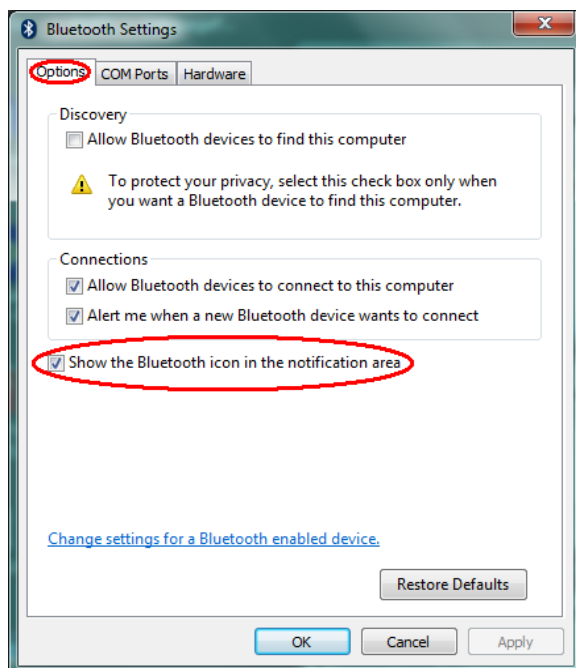 Bluetooth Settings
Options COM Ports Hardware
Discovery
Allow Bluetooth devices to find this computer
To protect your privacy, select this check box only when
you want a Bluetooth device to find this computer.
Connections
Allow Bluetooth devices to connect to this computer
Alert me when a new Bluetooth device wants to connect
Show the Bluetooth icon in the notification area
Change settings for a Bluetooth enabled device.
Restore Defaults
OK Cancel Apply